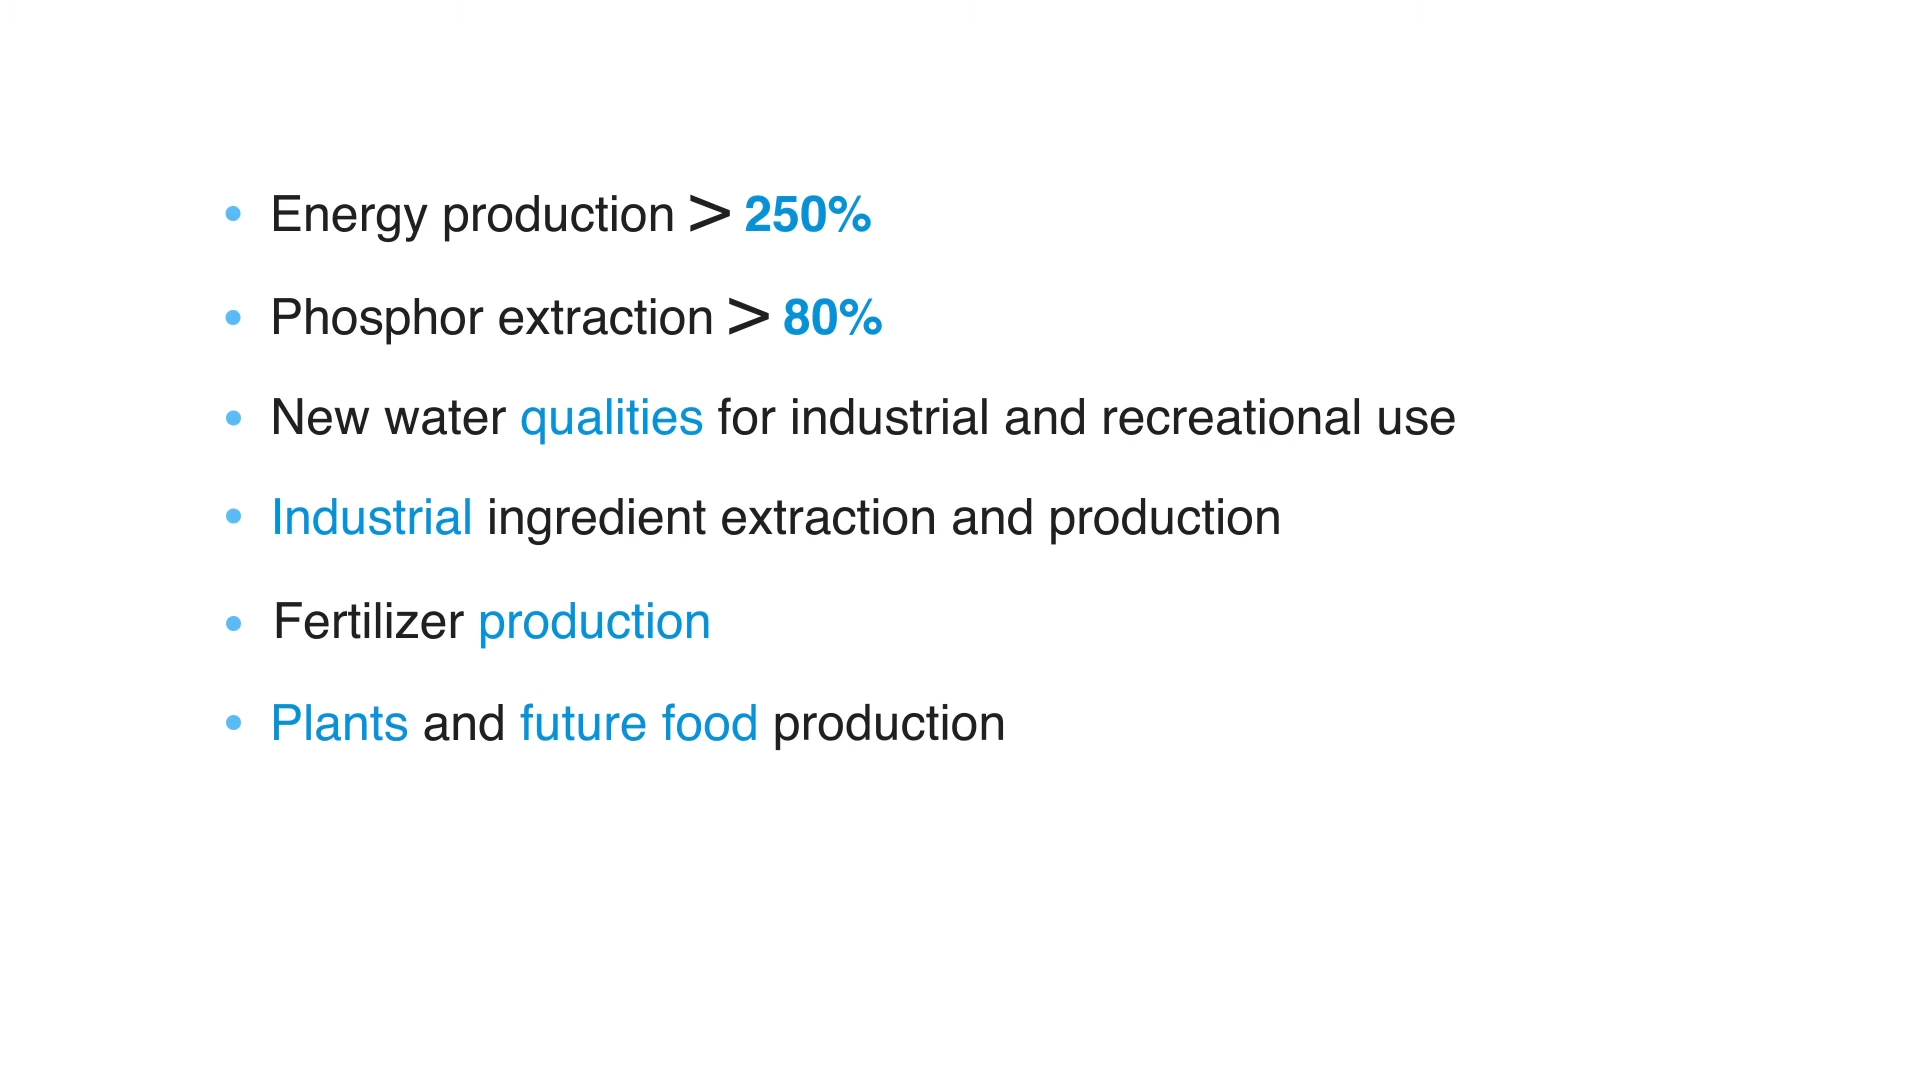 • Energy production > 250%
• Phosphor extraction > 80%
• New water qualities for industrial and recreational use
• Industrial ingredient extraction and production
• Fertilizer production
• Plants and future food production